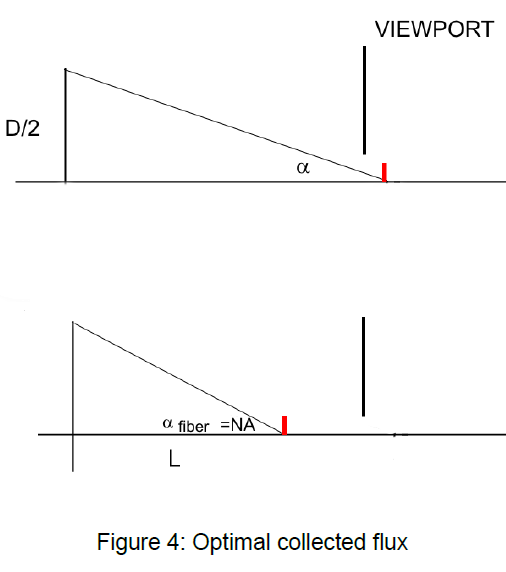 VIEWPORT
D/2
α
α fiber =NA
L
Figure 4: Optimal collected flux